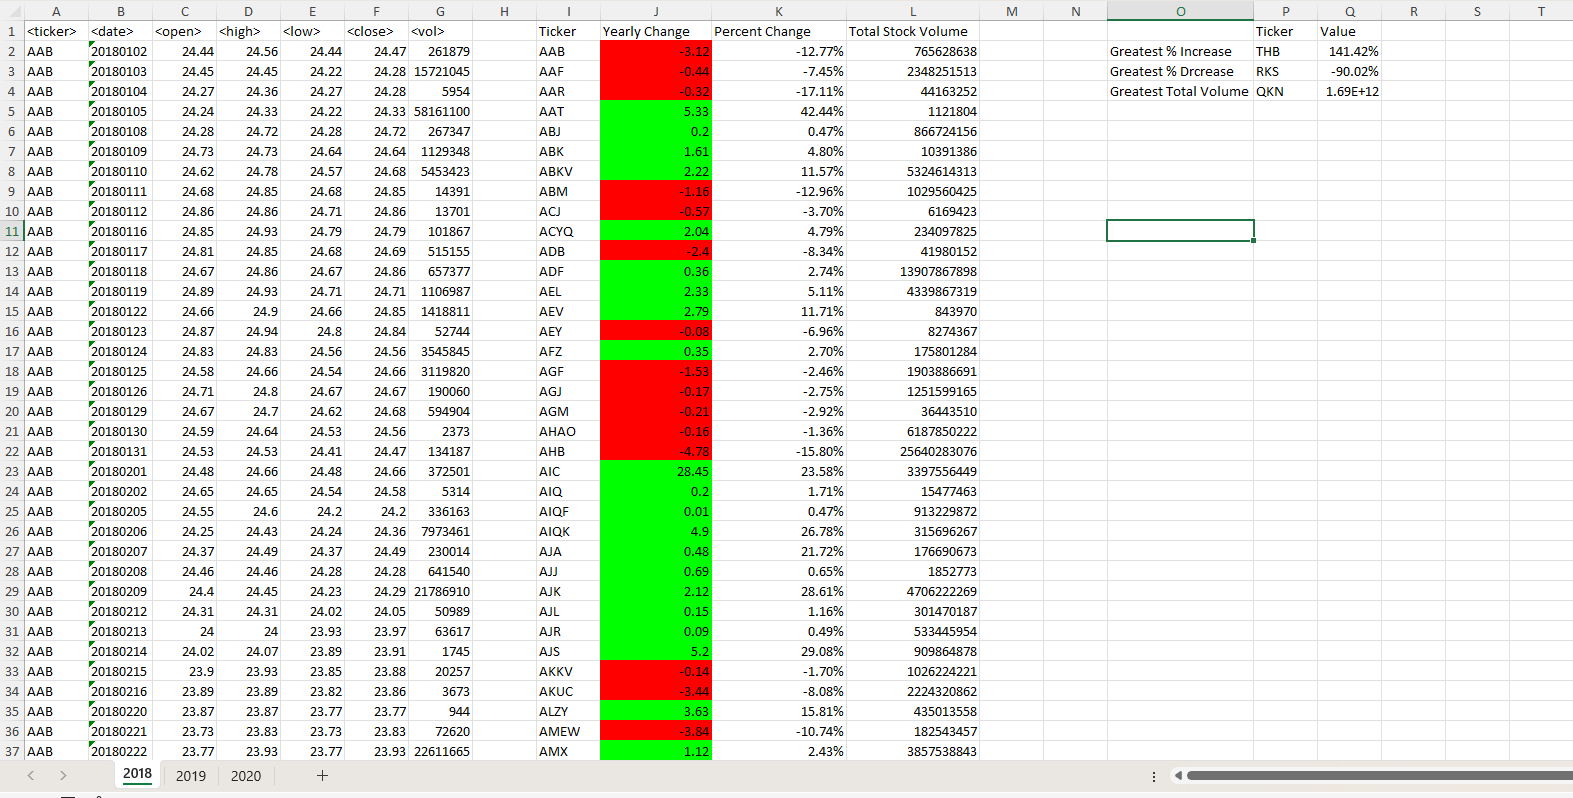 A B C D E F G H I J K L M N O P Q R S T
1 <ticker> <date> <open> <high> <low> <close> <vol> Ticker Yearly Change Percent Change Total Stock Volume Ticker Value
2 AAB 20180102 24.44 24.56 24.44 24.47 261879 AAB -3.12 -12.77% 765628638 Greatest % Increase THB 141.42%
3 AAB 20180103 24.45 24.45 24.22 24.28 15721045 AAF -0.44 -7.45% 2348251513 Greatest % Drcrease RKS -90.02%
4 AAB 20180104 24.27 24.36 24.27 24.28 5954 AAR -0.32 -17.11% 44163252 Greatest Total Volume QKN 1.69E+12
5 AAB 20180105 24.24 24.33 24.22 24.33 58161100 AAT 5.33 42.44% 1121804
6 AAB 20180108 24.28 24.72 24.28 24.72 267347 ABJ 0.2 0.47% 866724156
7 AAB 20180109 24.73 24.73 24.64 24.64 1129348 ABK 1.61 4.80% 10391386
8 AAB 20180110 24.62 24.78 24.57 24.68 5453423 ABKV 2.22 11.57% 5324614313
9 AAB 20180111 24.68 24.85 24.68 24.85 14391 ABM -1.16 -12.96% 1029560425
10 AAB 20180112 24.86 24.86 24.71 24.86 13701 ACJ -0.57 -3.70% 6169423
11 AAB 20180116 24.85 24.93 24.79 24.79 101867 ACYQ 2.04 4.79% 234097825
12 AAB 20180117 24.81 24.85 24.68 24.69 515155 ADB -2.4 -8.34% 41980152
13 AAB 20180118 24.67 24.86 24.67 24.86 657377 ADF 0.36 2.74% 13907867898
14 AAB 20180119 24.89 24.93 24.71 24.71 1106987 AEL 2.33 5.11% 4339867319
15 AAB 20180122 24.66 24.9 24.66 24.85 1418811 AEV 2.79 11.71% 843970
16 AAB 20180123 24.87 24.94 24.8 24.84 52744 AEY -0.08 -6.96% 8274367
17 AAB 20180124 24.83 24.83 24.56 24.56 3545845 AFZ 0.35 2.70% 175801284
18 AAB 20180125 24.58 24.66 24.54 24.66 3119820 AGF -1.53 -2.46% 1903886691
19 AAB 20180126 24.71 24.8 24.67 24.67 190060 AGJ -0.17 -2.75% 1251599165
20 AAB 20180129 24.67 24.7 24.62 24.68 594904 AGM -0.21 -2.92% 36443510
21 AAB 20180130 24.59 24.64 24.53 24.56 2373 AHAO -0.16 -1.36% 6187850222
22 AAB 20180131 24.53 24.53 24.41 24.47 134187 AHB -4.78 -15.80% 25640283076
23 AAB 20180201 24.48 24.66 24.48 24.66 372501 AIC 28.45 23.58% 3397556449
24 AAB 20180202 24.65 24.65 24.54 24.58 5314 AIQ 0.2 1.71% 15477463
25 AAB 20180205 24.55 24.6 24.2 24.2 336163 AIQF 0.01 0.47% 913229872
26 AAB 20180206 24.25 24.43 24.24 24.36 7973461 AIQK 4.9 26.78% 315696267
27 AAB 20180207 24.37 24.49 24.37 24.49 230014 AJA 0.48 21.72% 176690673
28 AAB 20180208 24.46 24.46 24.28 24.28 641540 AJJ 0.69 0.65% 1852773
29 AAB 20180209 24.4 24.45 24.23 24.29 21786910 AJK 2.12 28.61% 4706222269
30 AAB 20180212 24.31 24.31 24.02 24.05 50989 AJL 0.15 1.16% 301470187
31 AAB 20180213 24 24 23.93 23.97 63617 AJR 0.09 0.49% 533445954
32 AAB 20180214 24.02 24.07 23.89 23.91 1745 AJS 5.2 29.08% 909864878
33 AAB 20180215 23.9 23.93 23.85 23.88 20257 AKKV -0.14 -1.70% 1026224221
34 AAB 20180216 23.89 23.89 23.82 23.86 3673 AKUC -3.44 -8.08% 2224320862
35 AAB 20180220 23.87 23.87 23.77 23.77 944 ALZY 3.63 15.81% 435013558
36 AAB 20180221 23.73 23.83 23.73 23.83 72620 AMEW -3.84 -10.74% 182543457
37 AAB 20180222 23.77 23.93 23.77 23.93 22611665 AMX 1.12 2.43% 3857538843
2018 2019 2020